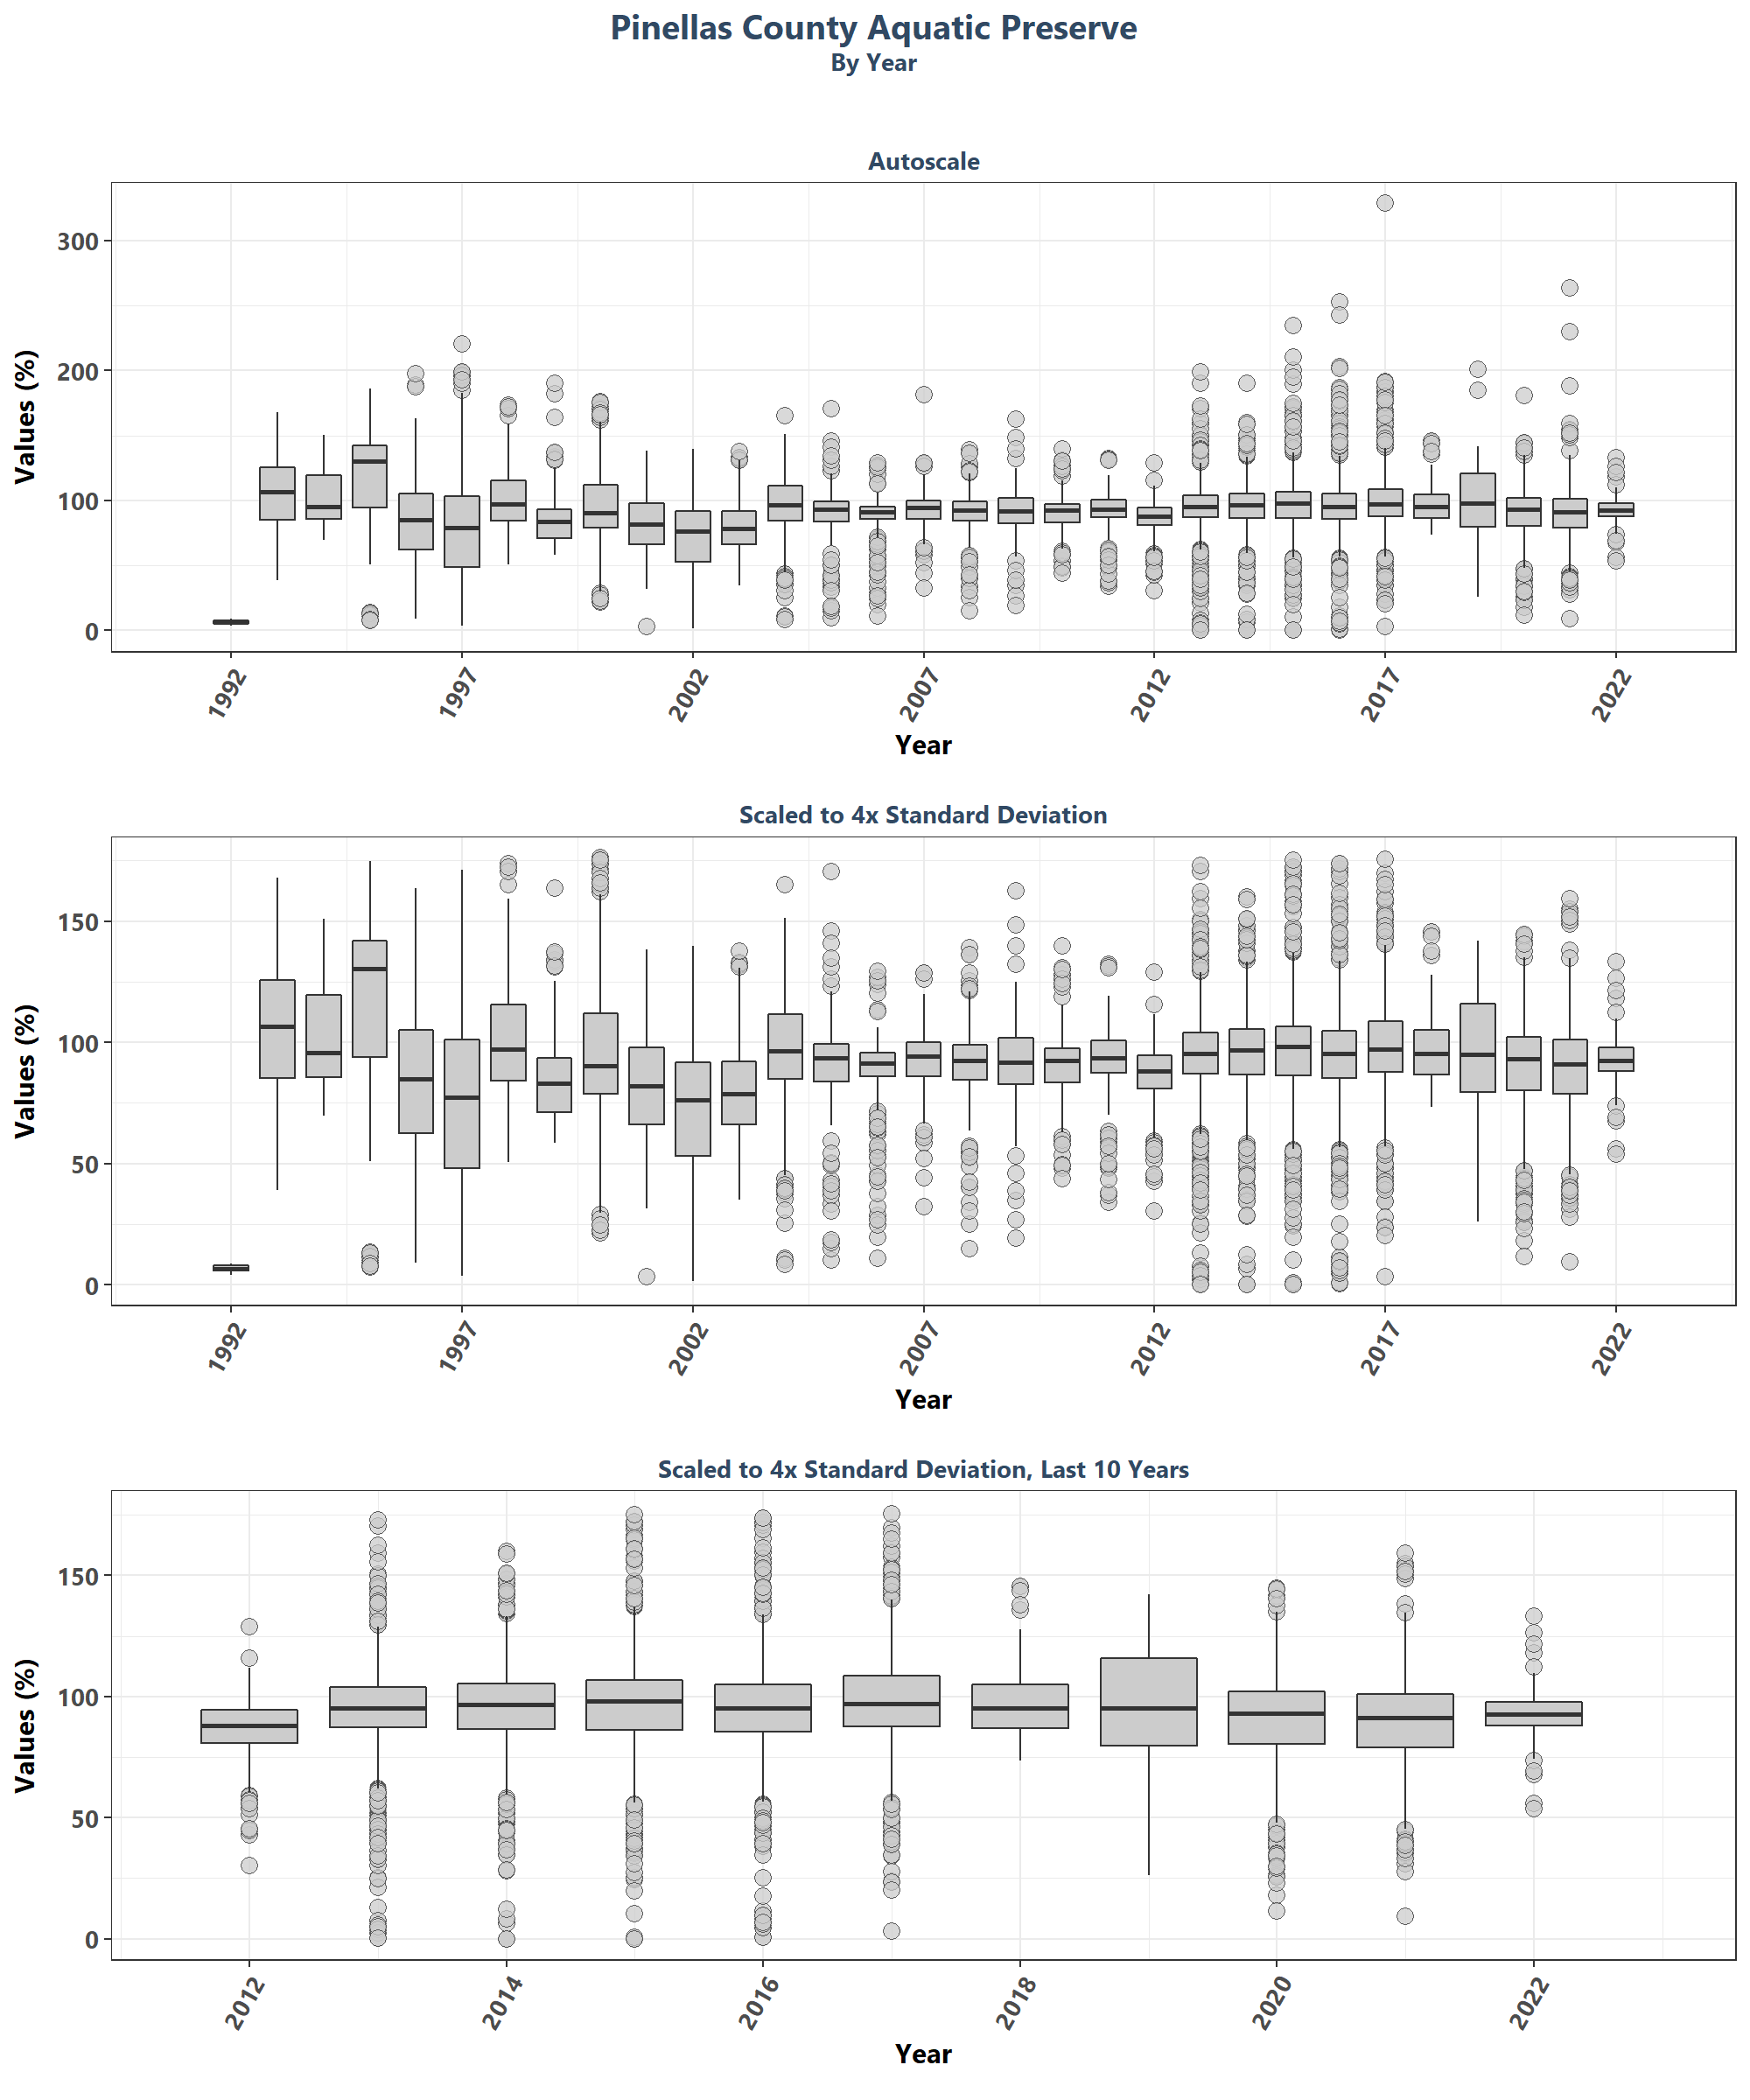 Pinellas County Aquatic Preserve
By Year
Autoscale
Values (%)
300
200
100
0
1992
1997
2002
2007
2012
2017
2022
Year
Scaled to 4x Standard Deviation
Values (%)
150
100
50
0
1992
1997
2002
2007
2012
2017
2022
Year
Scaled to 4x Standard Deviation, Last 10 Years
Values (%)
150
100
50
0
2012
2014
2016
2018
2020
2022
Year